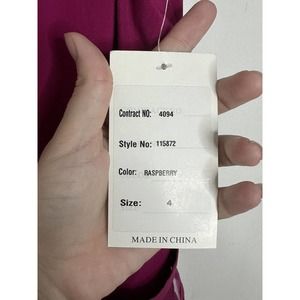 Contract NO: 4094
Style No: 115872
Color: RASPBERRY
Size: 4
MADE IN CHINA